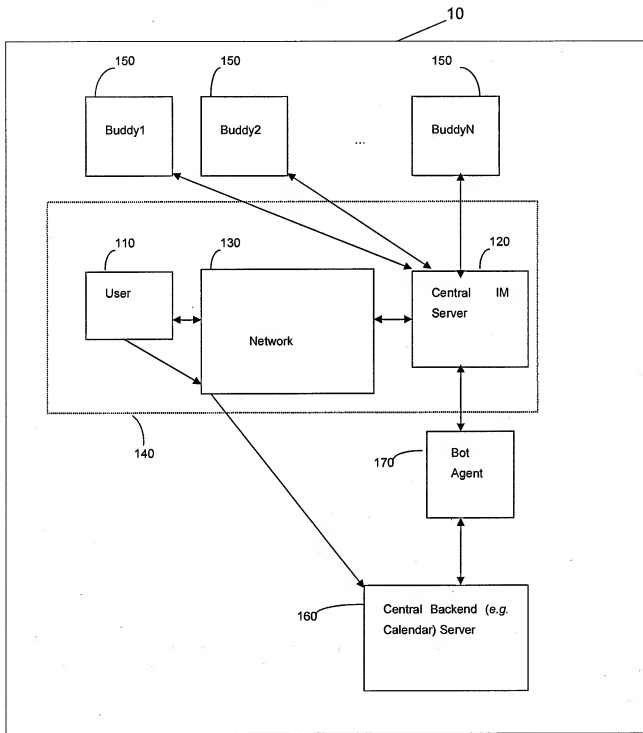 10
150 150 150
Buddy1 Buddy2 ... BuddyN
110 130 120
User Central IM
Server
Network
140
170 Bot
Agent
160 Central Backend (e.g.
Calendar) Server